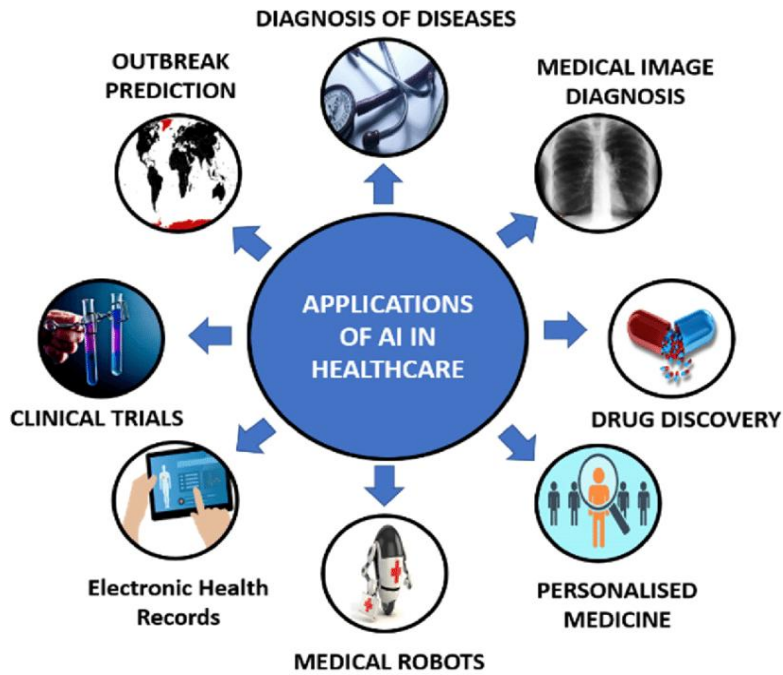 DIAGNOSIS OF DISEASES
OUTBREAK
PREDICTION
MEDICAL IMAGE
DIAGNOSIS
APPLICATIONS
OF AI IN
HEALTHCARE
CLINICAL TRIALS
DRUG DISCOVERY
Electronic Health
Records
PERSONALISED
MEDICINE
MEDICAL ROBOTS